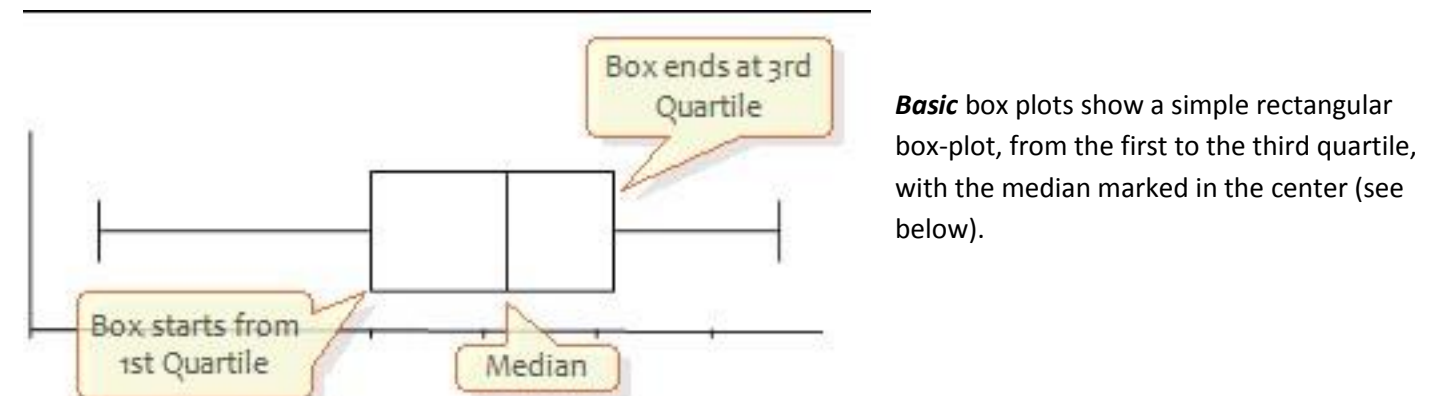 Box ends at 3rd
Quartile
Basic box plots show a simple rectangular
box-plot, from the first to the third quartile,
with the median marked in the center (see
below).
Box starts from
1st Quartile
Median